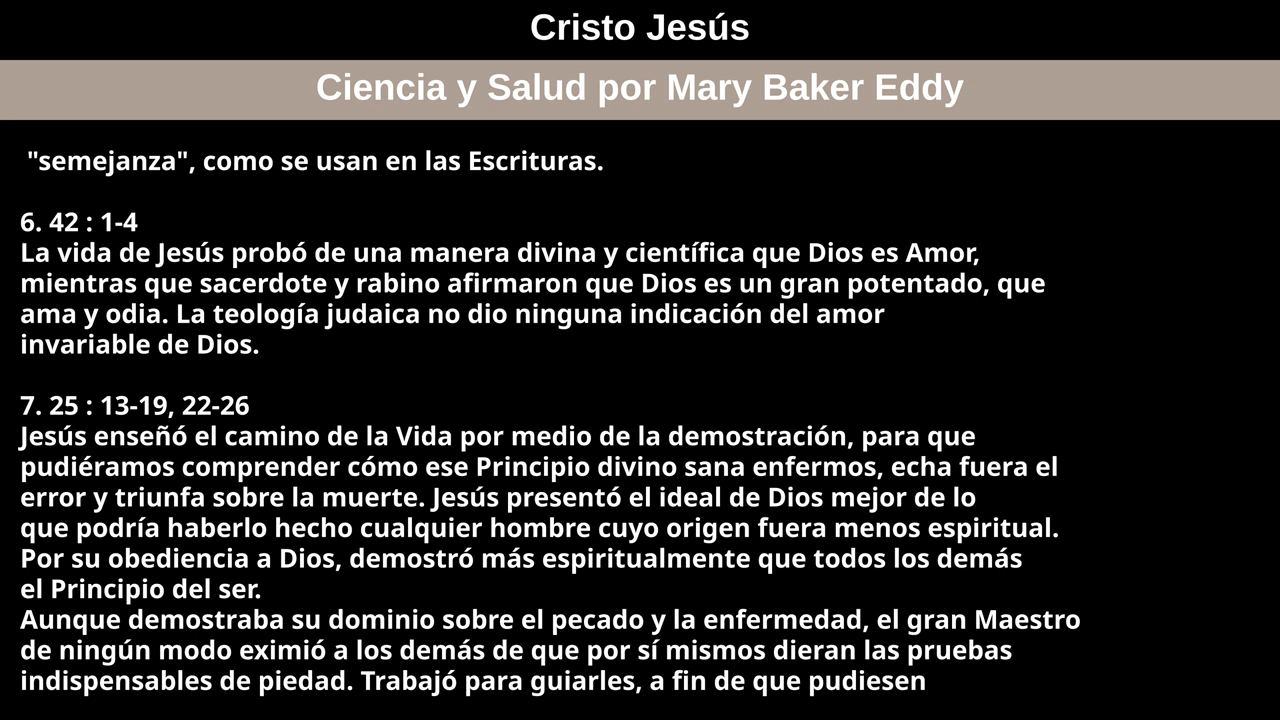 Cristo Jesús
Ciencia y Salud por Mary Baker Eddy
"semejanza", como se usan en las Escrituras.
6. 42 : 1-4
La vida de Jesús probó de una manera divina y científica que Dios es Amor,
mientras que sacerdote y rabino afirmaron que Dios es un gran potentado, que
ama y odia. La teología judaica no dio ninguna indicación del amor
invariable de Dios.
7. 25 : 13-19, 22-26
Jesús enseñó el camino de la Vida por medio de la demostración, para que
pudiéramos comprender cómo ese Principio divino sana enfermos, echa fuera el
error y triunfa sobre la muerte. Jesús presentó el ideal de Dios mejor de lo
que podría haberlo hecho cualquier hombre cuyo origen fuera menos espiritual.
Por su obediencia a Dios, demostró más espiritualmente que todos los demás
el Principio del ser.
Aunque demostraba su dominio sobre el pecado y la enfermedad, el gran Maestro
de ningún modo eximió a los demás de que por sí mismos dieran las pruebas
indispensables de piedad. Trabajó para guiarles, a fin de que pudiesen